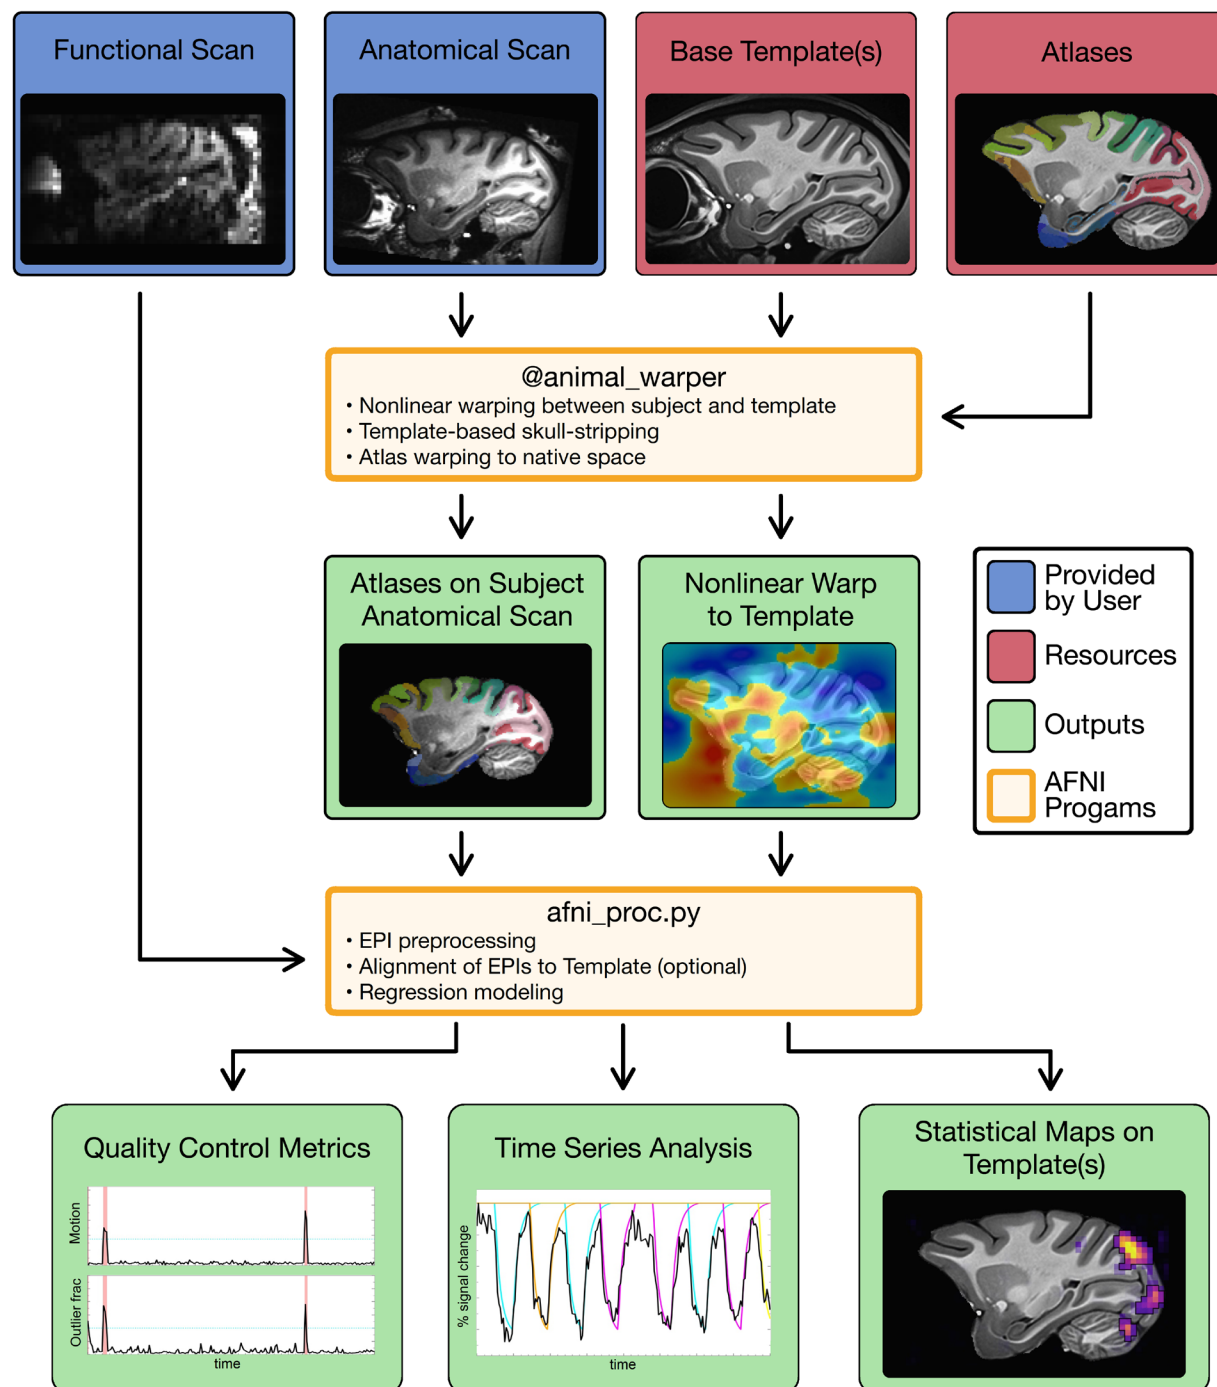 Functional Scan
Anatomical Scan
Base Template(s)
Atlases
@animal_warper
• Nonlinear warping between subject and template
• Template-based skull-stripping
• Atlas warping to native space
Atlases on Subject
Anatomical Scan
Nonlinear Warp
to Template
Provided
by User
Resources
Outputs
AFNI
Progams
afni_proc.py
• EPI preprocessing
• Alignment of EPIs to Template (optional)
• Regression modeling
Quality Control Metrics
Motion
Outlier frac
time
Time Series Analysis
% signal change
time
Statistical Maps on
Template(s)